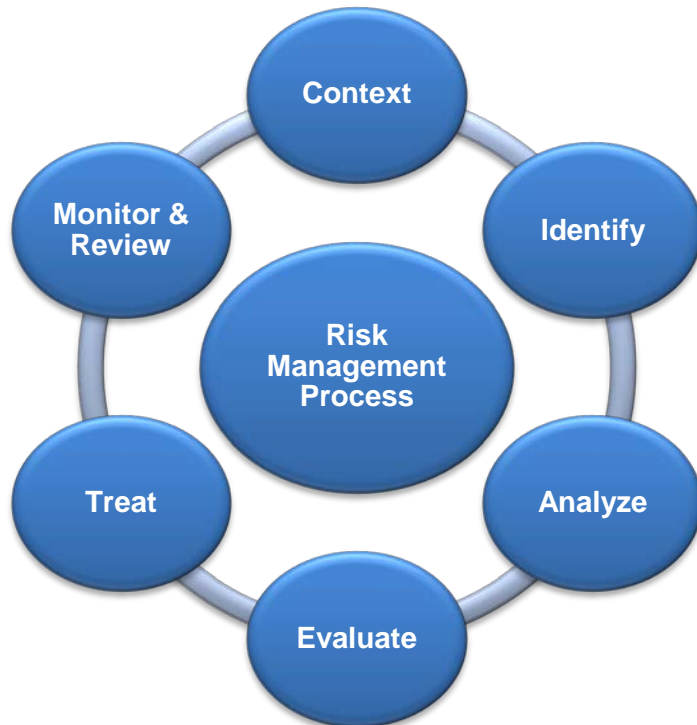 Context
Identify
Analyze
Evaluate
Treat
Monitor &
Review
Risk
Management
Process